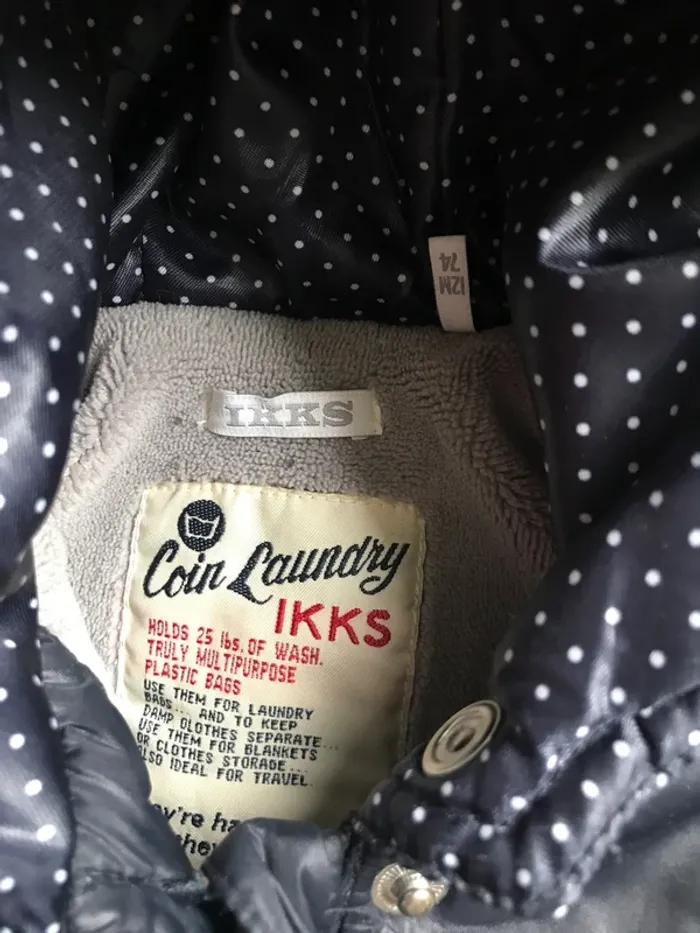 12M
74
IKKS
Coin Laundry
IKKS
HOLDS 25 lbs. OF WASH.
TRULY MULTIPURPOSE
PLASTIC BAGS
USE THEM FOR LAUNDRY
BAGS... AND TO KEEP
DAMP CLOTHES SEPARATE...
USE THEM FOR BLANKETS
OR CLOTHES STORAGE...
ALSO IDEAL FOR TRAVEL.